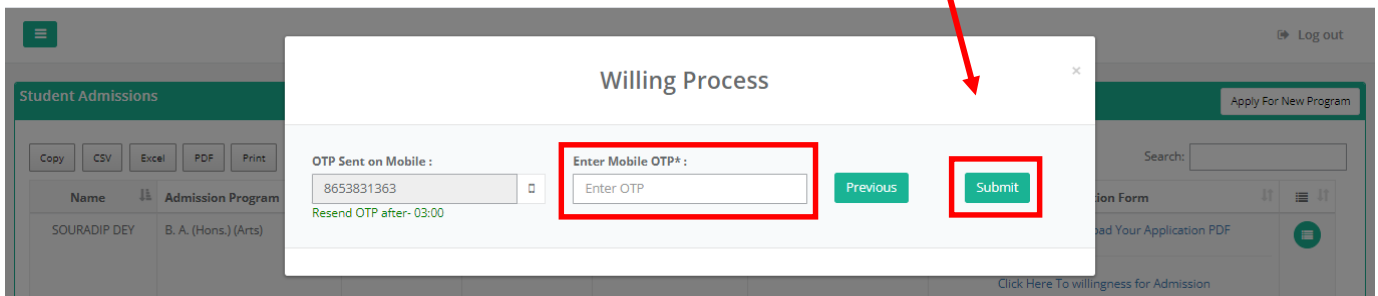 Log out
Willing Process
×
Student Admissions
Apply For New Program
Copy CSV Excel PDF Print
Search:
OTP Sent on Mobile :
Enter Mobile OTP* :
8653831363
Enter OTP
Previous
Submit
Resend OTP after- 03:00
Name Admission Program
ion Form
SOURADIP DEY B. A. (Hons.) (Arts)
oad Your Application PDF
Click Here To willingness for Admission